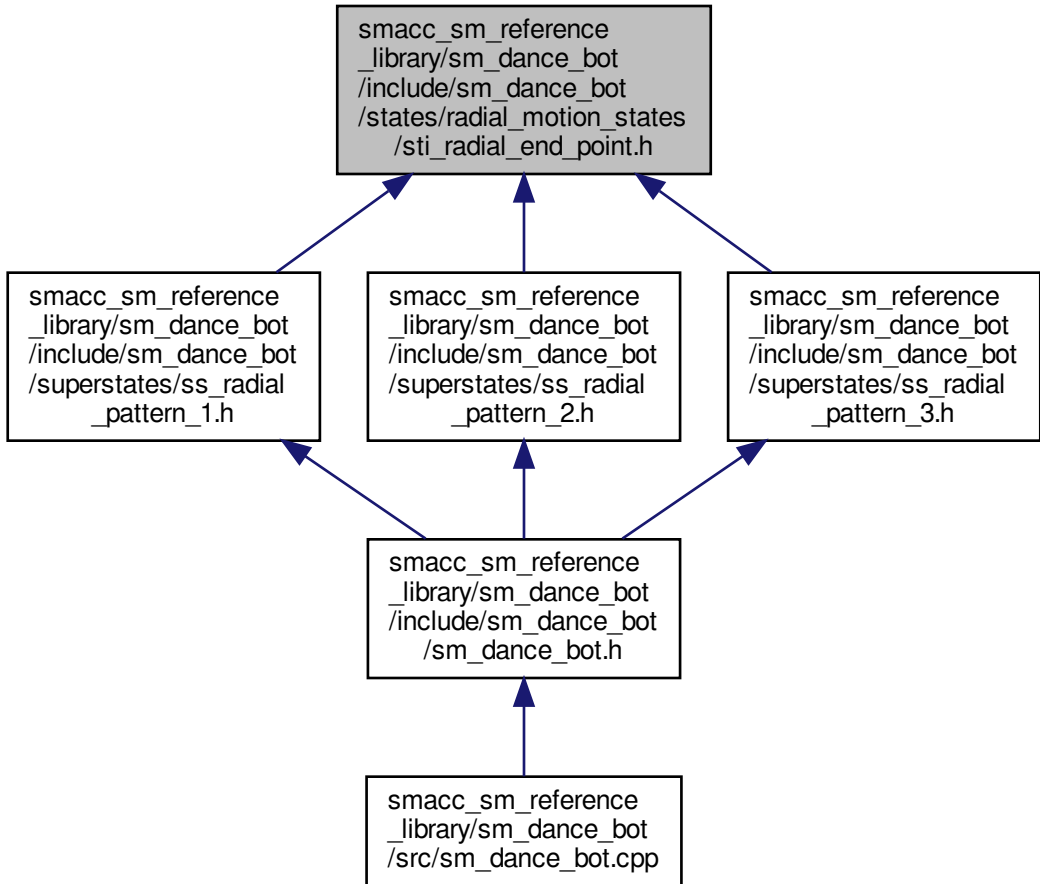 smacc_sm_reference
_library/sm_dance_bot
/include/sm_dance_bot
/states/radial_motion_states
/sti_radial_end_point.h
smacc_sm_reference
_library/sm_dance_bot
/include/sm_dance_bot
/superstates/ss_radial
_pattern_1.h
smacc_sm_reference
_library/sm_dance_bot
/include/sm_dance_bot
/superstates/ss_radial
_pattern_2.h
smacc_sm_reference
_library/sm_dance_bot
/include/sm_dance_bot
/superstates/ss_radial
_pattern_3.h
smacc_sm_reference
_library/sm_dance_bot
/include/sm_dance_bot
/sm_dance_bot.h
smacc_sm_reference
_library/sm_dance_bot
/src/sm_dance_bot.cpp